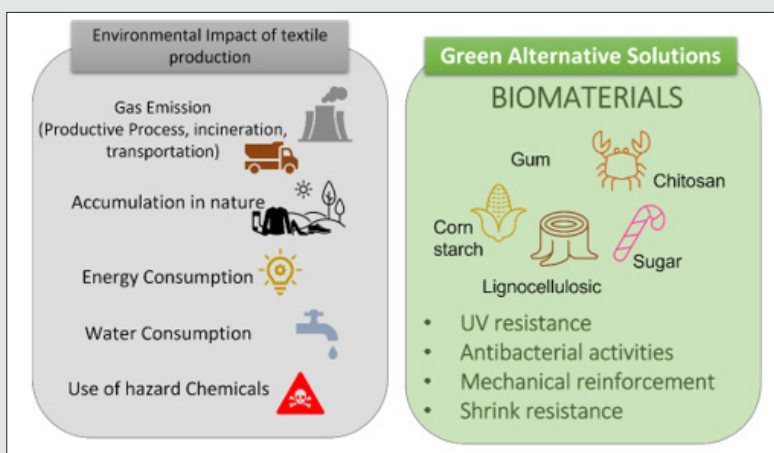 Environmental Impact of textile
production
Gas Emission
(Productive Process, incineration,
transportation)
Accumulation in nature
Energy Consumption
Water Consumption
Use of hazard Chemicals
Green Alternative Solutions
BIOMATERIALS
Gum
Chitosan
Corn
starch
Sugar
Lignocellulosic
• UV resistance
• Antibacterial activities
• Mechanical reinforcement
• Shrink resistance